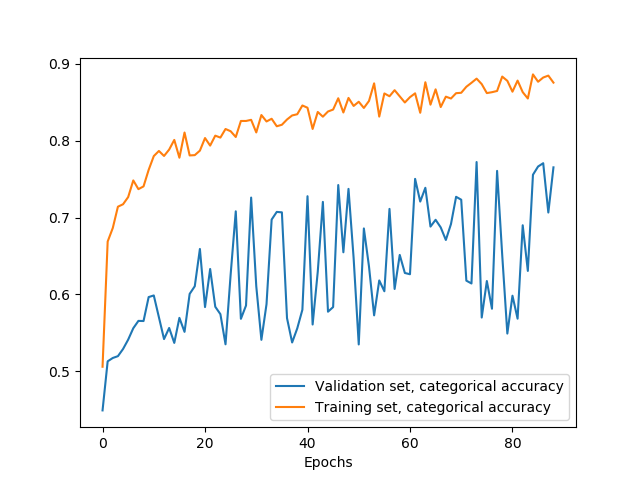 0.9
0.8
0.7
0.6
0.5
Validation set, categorical accuracy
Training set, categorical accuracy
0 20 40 60 80
Epochs